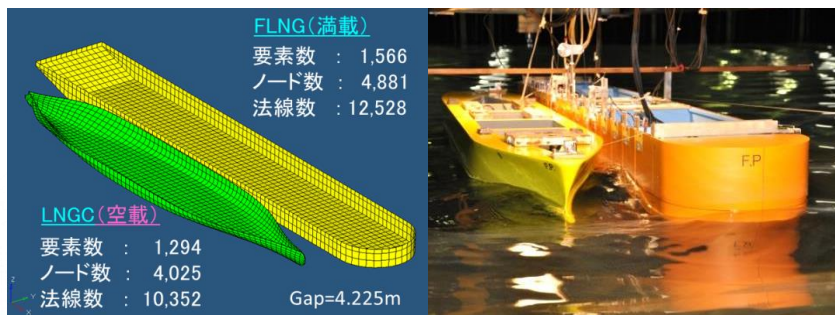 FLNG(満載)
要素数 : 1,566
ノード数 : 4,881
法線数 : 12,528
LNGC(空載)
要素数 : 1,294
ノード数 : 4,025
法線数 : 10,352
Gap=4.225m
Z
Y
X
F.P